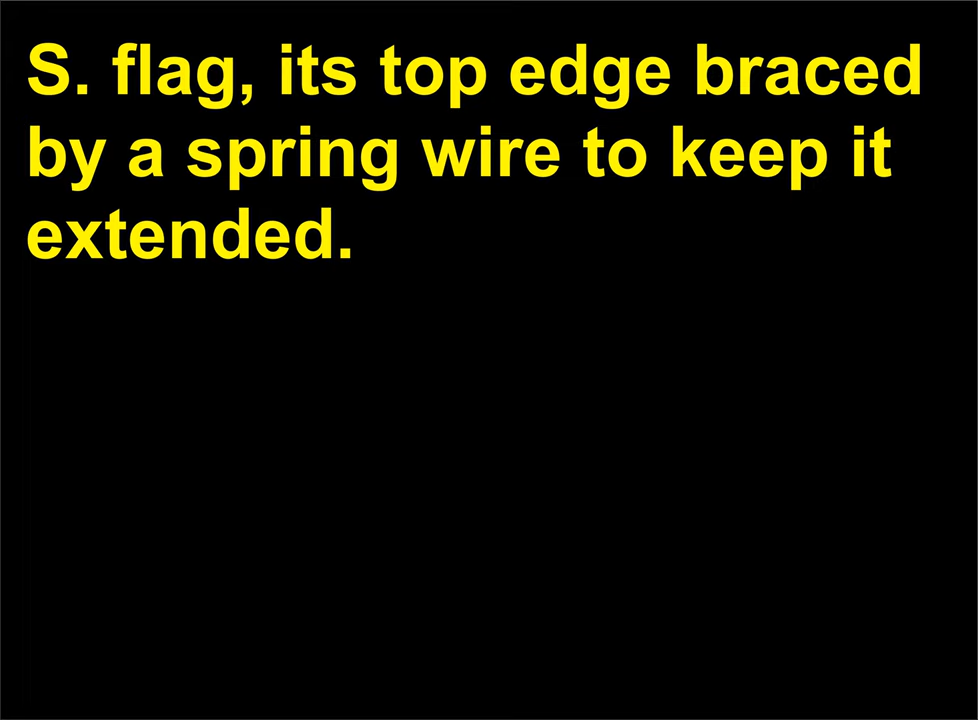 S. flag, its top edge braced
by a spring wire to keep it
extended.